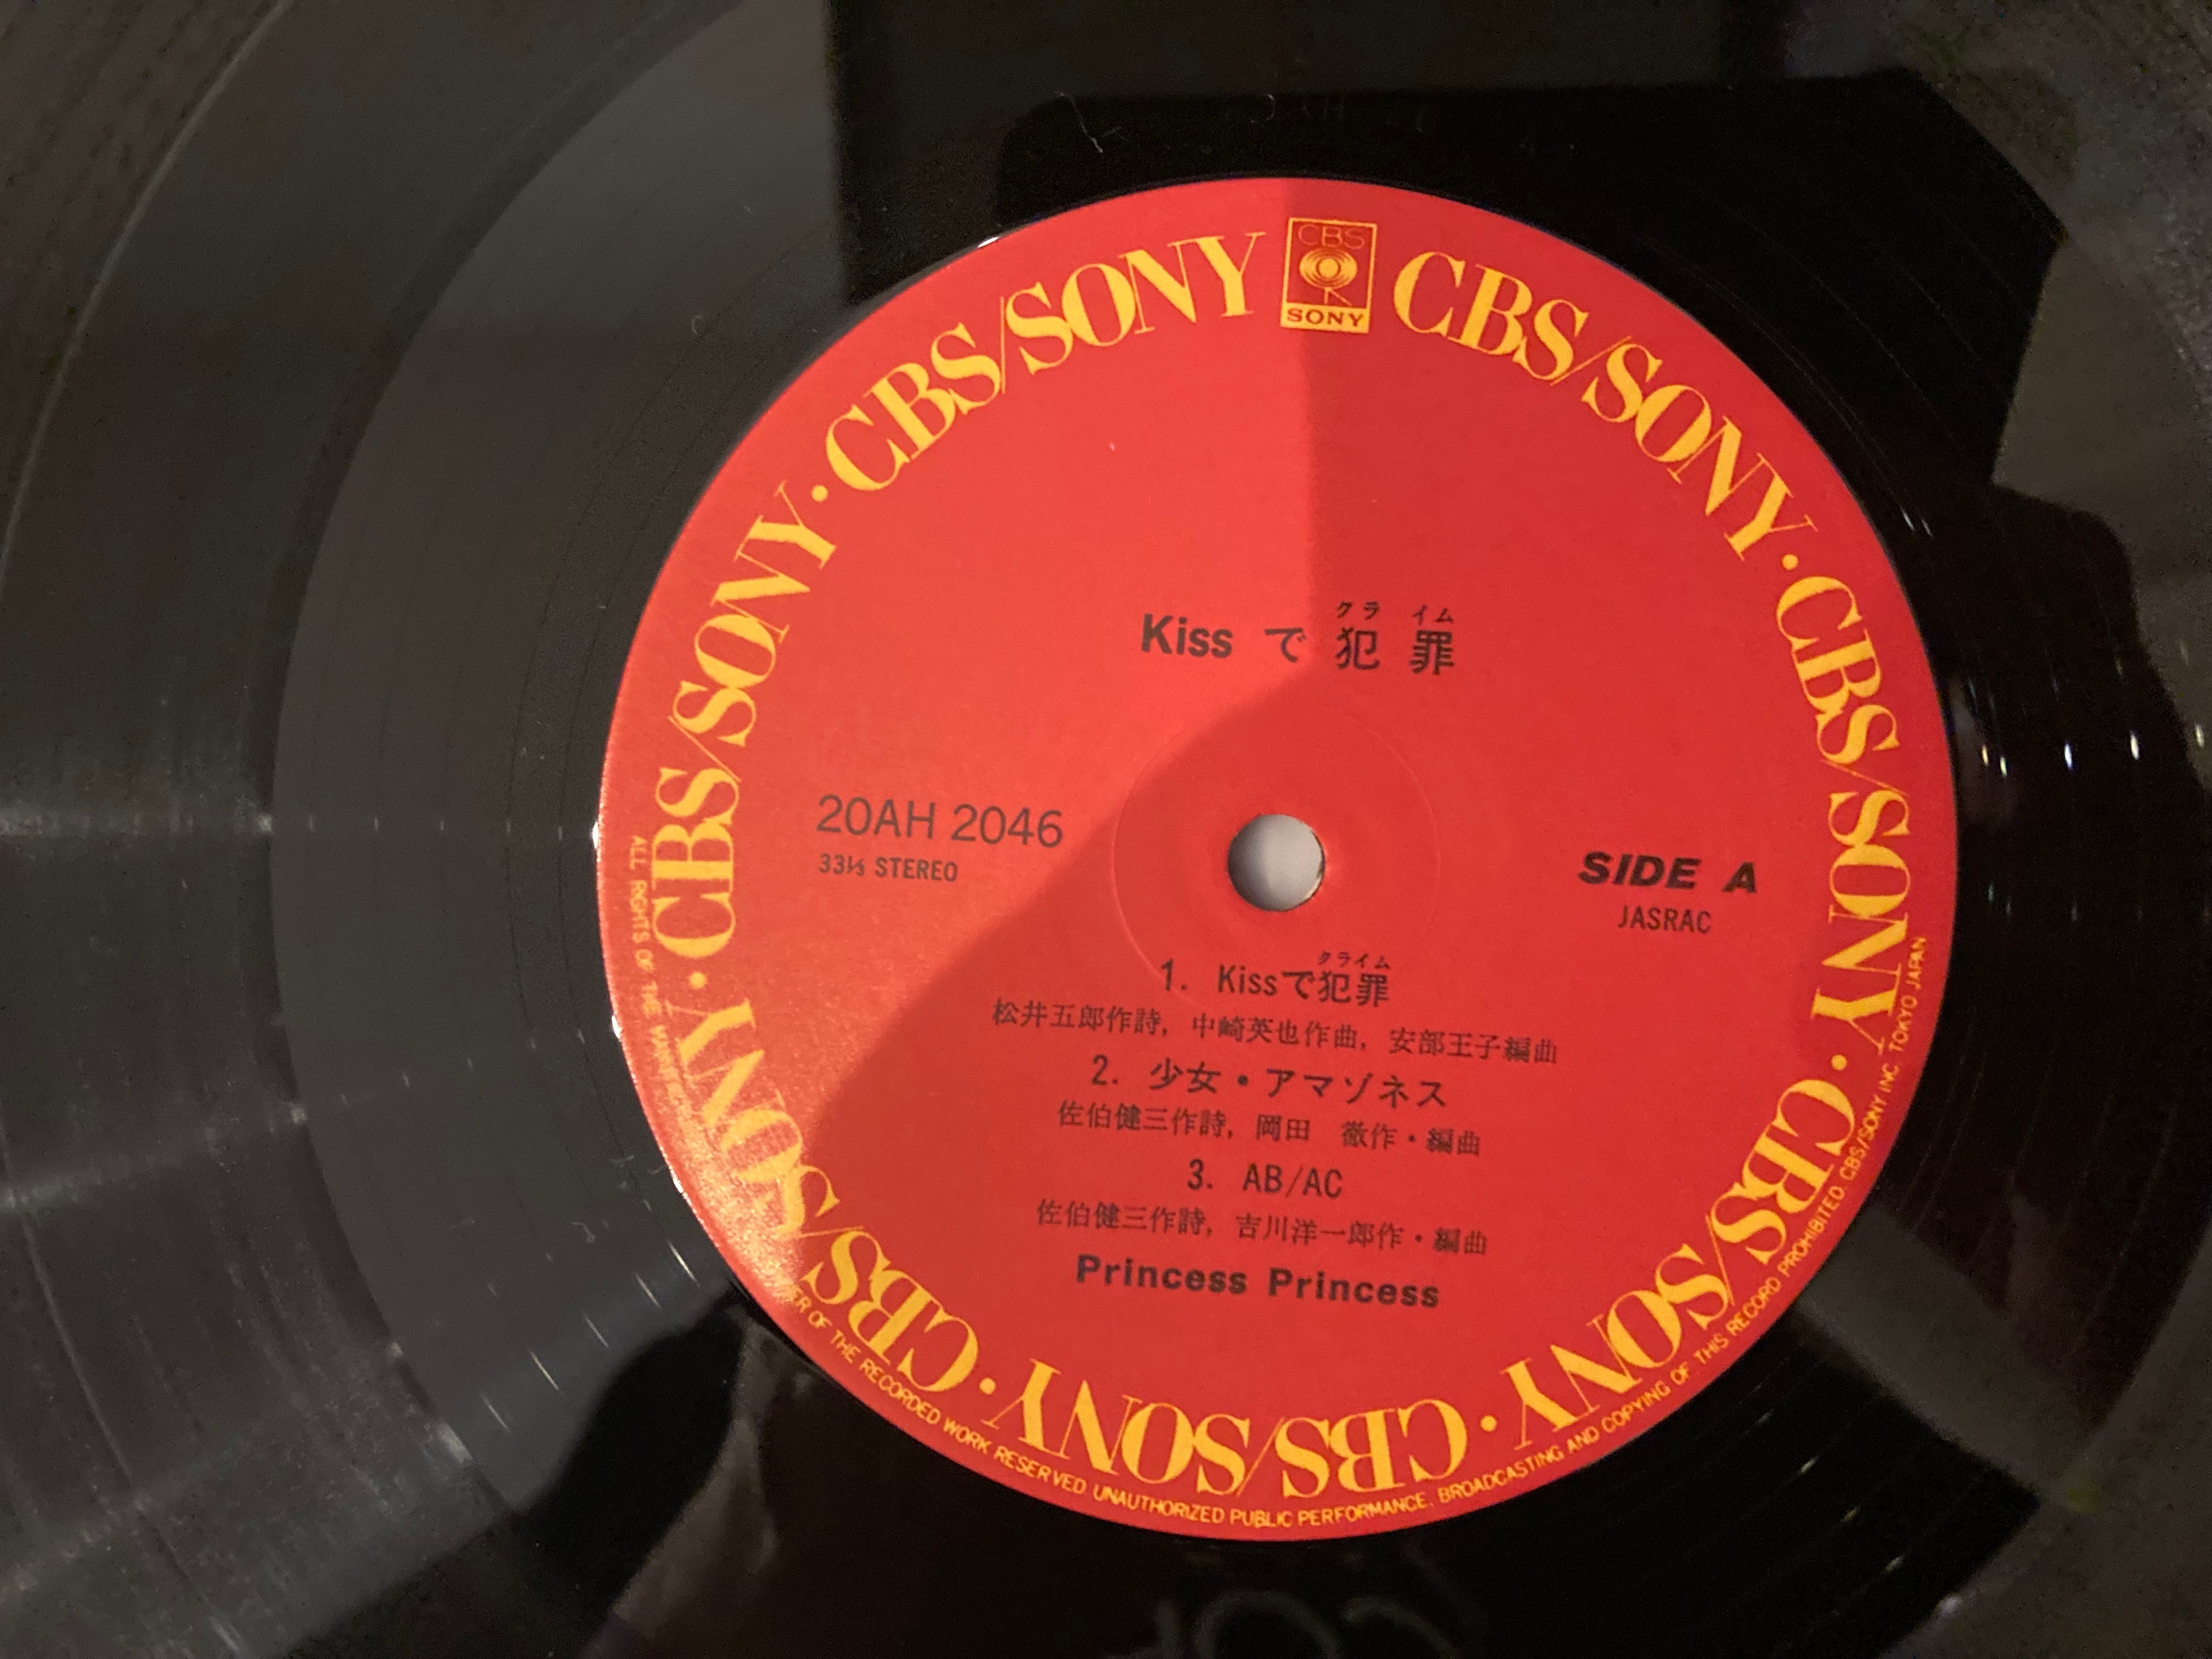 CBS
SONY
CBS/SONY · CBS/SONY · CBS/SONY · CBS/SONY · CBS/SONY · CBS/SONY · CBS/SONY · CBS/SONY
クライム
Kiss で 犯 罪
20AH 2046
33⅓ STEREO
SIDE A
JASRAC
クライム
1. Kissで犯罪
松井五郎作詩, 中崎英也作曲, 安部王子編曲
2. 少女・アマゾネス
佐伯健三作詩, 岡田 徹作・編曲
3. AB/AC
佐伯健三作詩, 吉川洋一郎作・編曲
Princess Princess
ALL RIGHTS OF THE OF THE RECORDED WORK RESERVED UNAUTHORIZED PUBLIC PERFORMANCE. BROADCASTING AND COPYING OF THIS RECORD PROHIBITED. CBS/SONY INC. TOKYO JAPAN